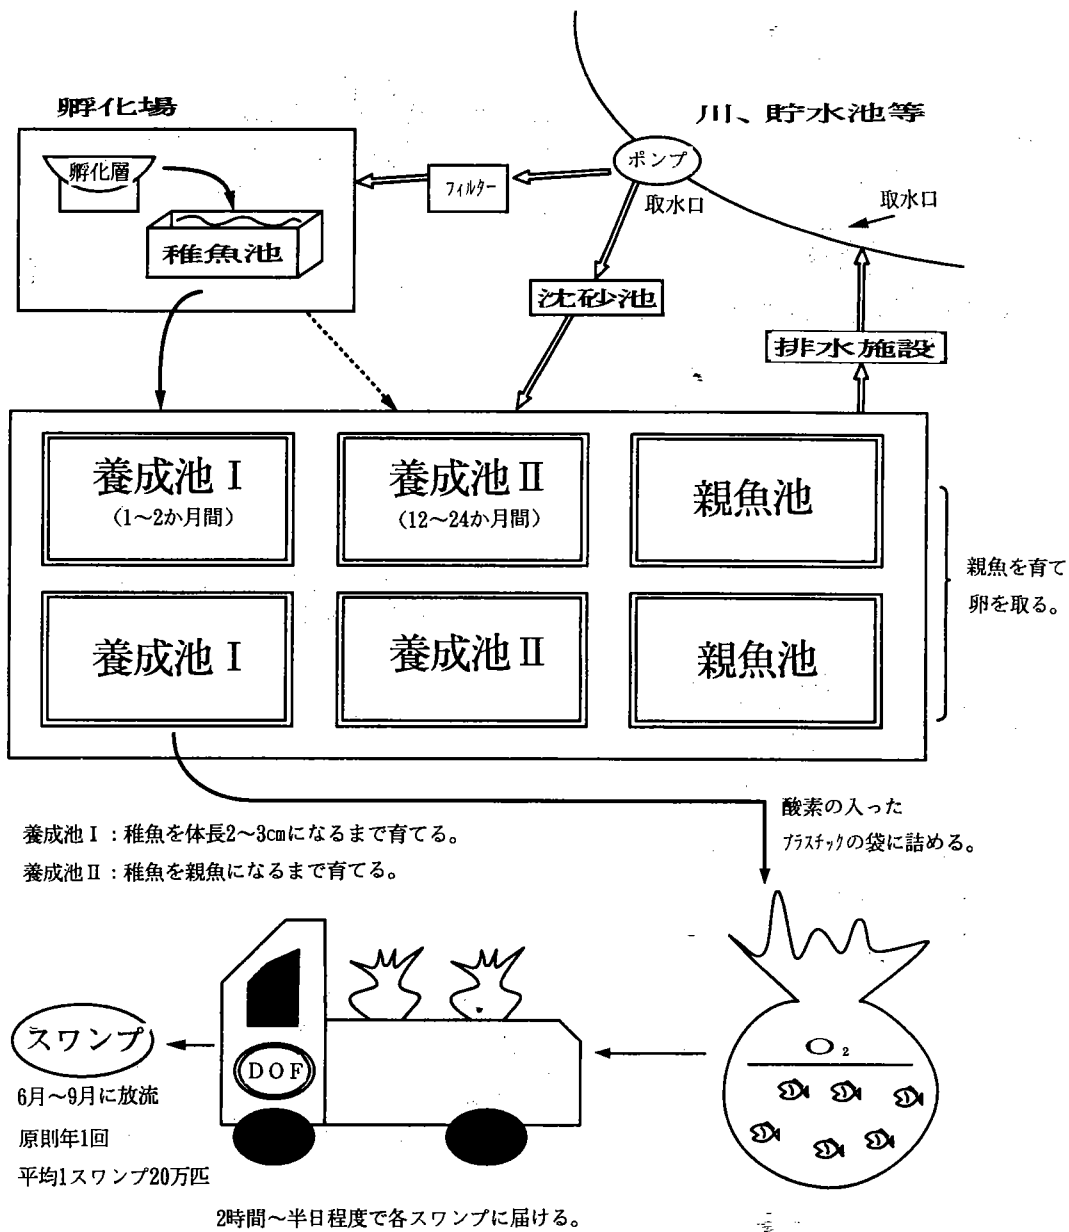 孵化場
川、貯水池等
ポンプ
孵化層
フィルター
取水口
取水口
稚魚池
沈砂池
排水施設
養成池Ⅰ
(1～2か月間)
養成池Ⅱ
(12～24か月間)
親魚池
親魚を育て
卵を取る。
養成池Ⅰ
養成池Ⅱ
親魚池
酸素の入った
プラスチックの袋に詰める。
養成池Ⅰ：稚魚を体長2～3cmになるまで育てる。
養成池Ⅱ：稚魚を親魚になるまで育てる。
スワンプ
DOF
O₂
6月～9月に放流
原則年1回
平均1スワンプ20万匹
2時間～半日程度で各スワンプに届ける。